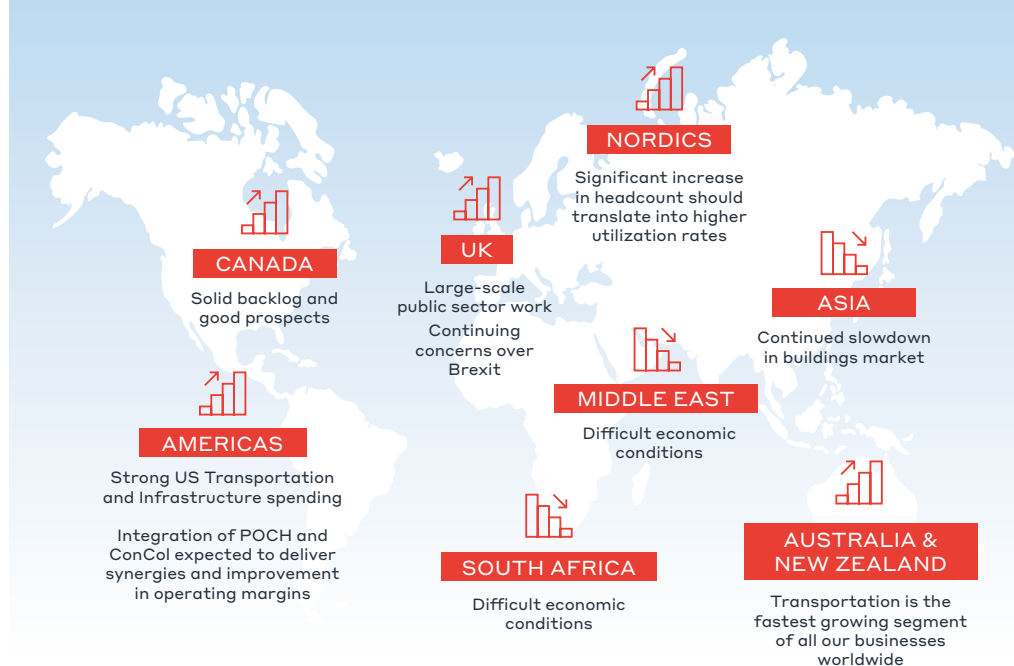 NORDICS
Significant increase
in headcount should
translate into higher
utilization rates
CANADA
Solid backlog and
good prospects
UK
Large-scale
public sector work
Continuing
concerns over
Brexit
ASIA
Continued slowdown
in buildings market
MIDDLE EAST
Difficult economic
conditions
AMERICAS
Strong US Transportation
and Infrastructure spending
Integration of POCH and
ConCol expected to deliver
synergies and improvement
in operating margins
SOUTH AFRICA
Difficult economic
conditions
AUSTRALIA &
NEW ZEALAND
Transportation is the
fastest growing segment
of all our businesses
worldwide